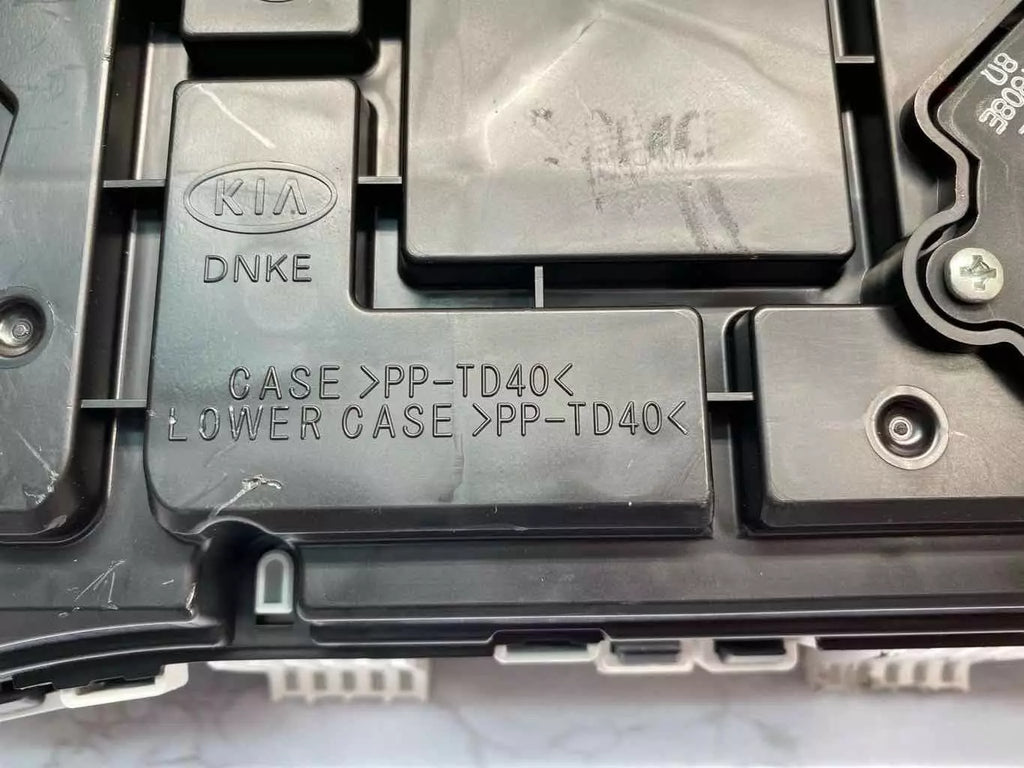 KIA
DNKE
CASE >PP-TD40<
LOWER CASE >PP-TD40<